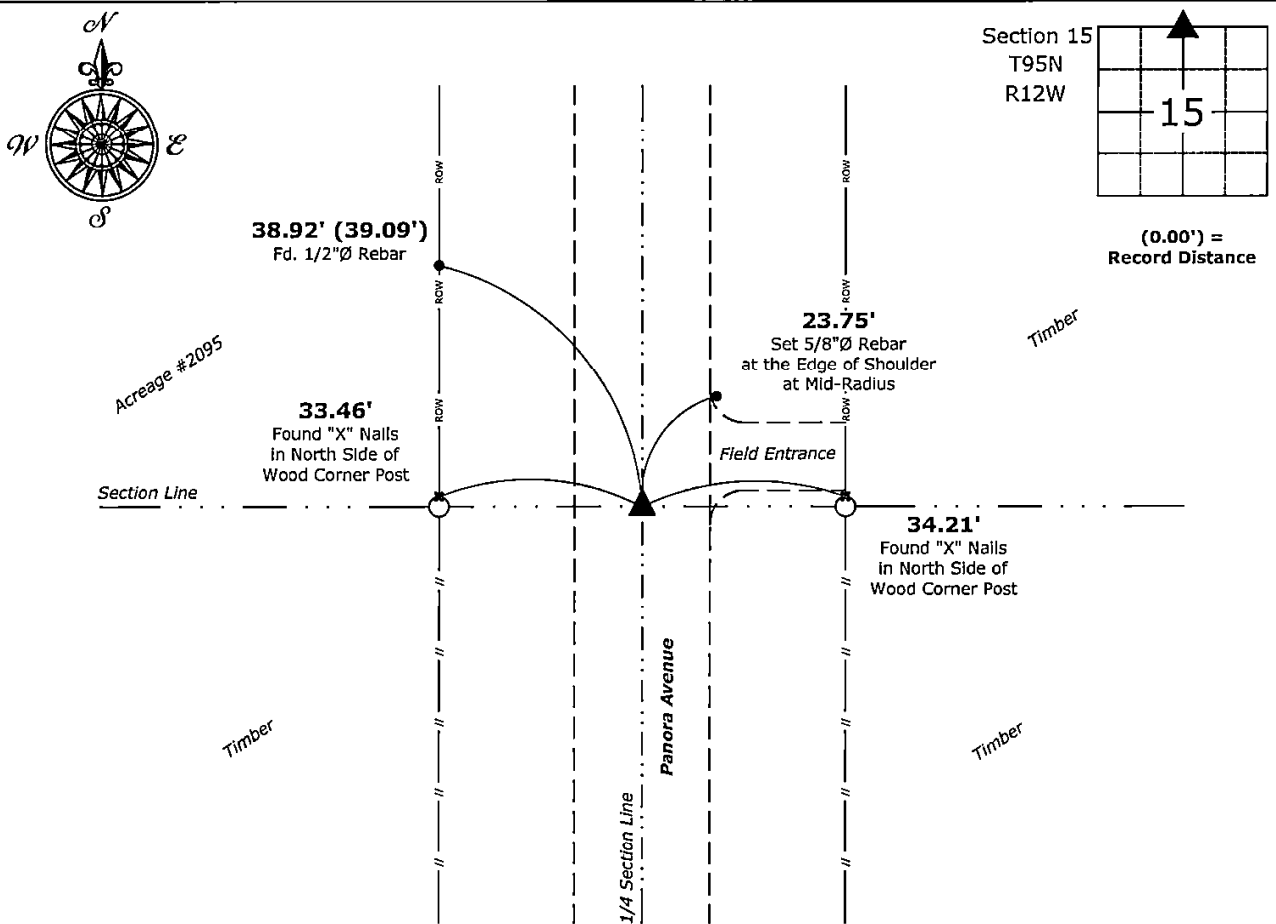 N
W
E
S
Section 15
T95N
R12W
15
(0.00') =
Record Distance
ROW
ROW
38.92' (39.09')
Fd. 1/2"Ø Rebar
ROW
ROW
23.75'
Set 5/8"Ø Rebar
at the Edge of Shoulder
at Mid-Radius
Timber
Acreage #2095
ROW
ROW
33.46'
Found "X" Nails
in North Side of
Wood Corner Post
Field Entrance
Section Line
34.21'
Found "X" Nails
in North Side of
Wood Corner Post
Panora Avenue
Timber
Timber
1/4 Section Line